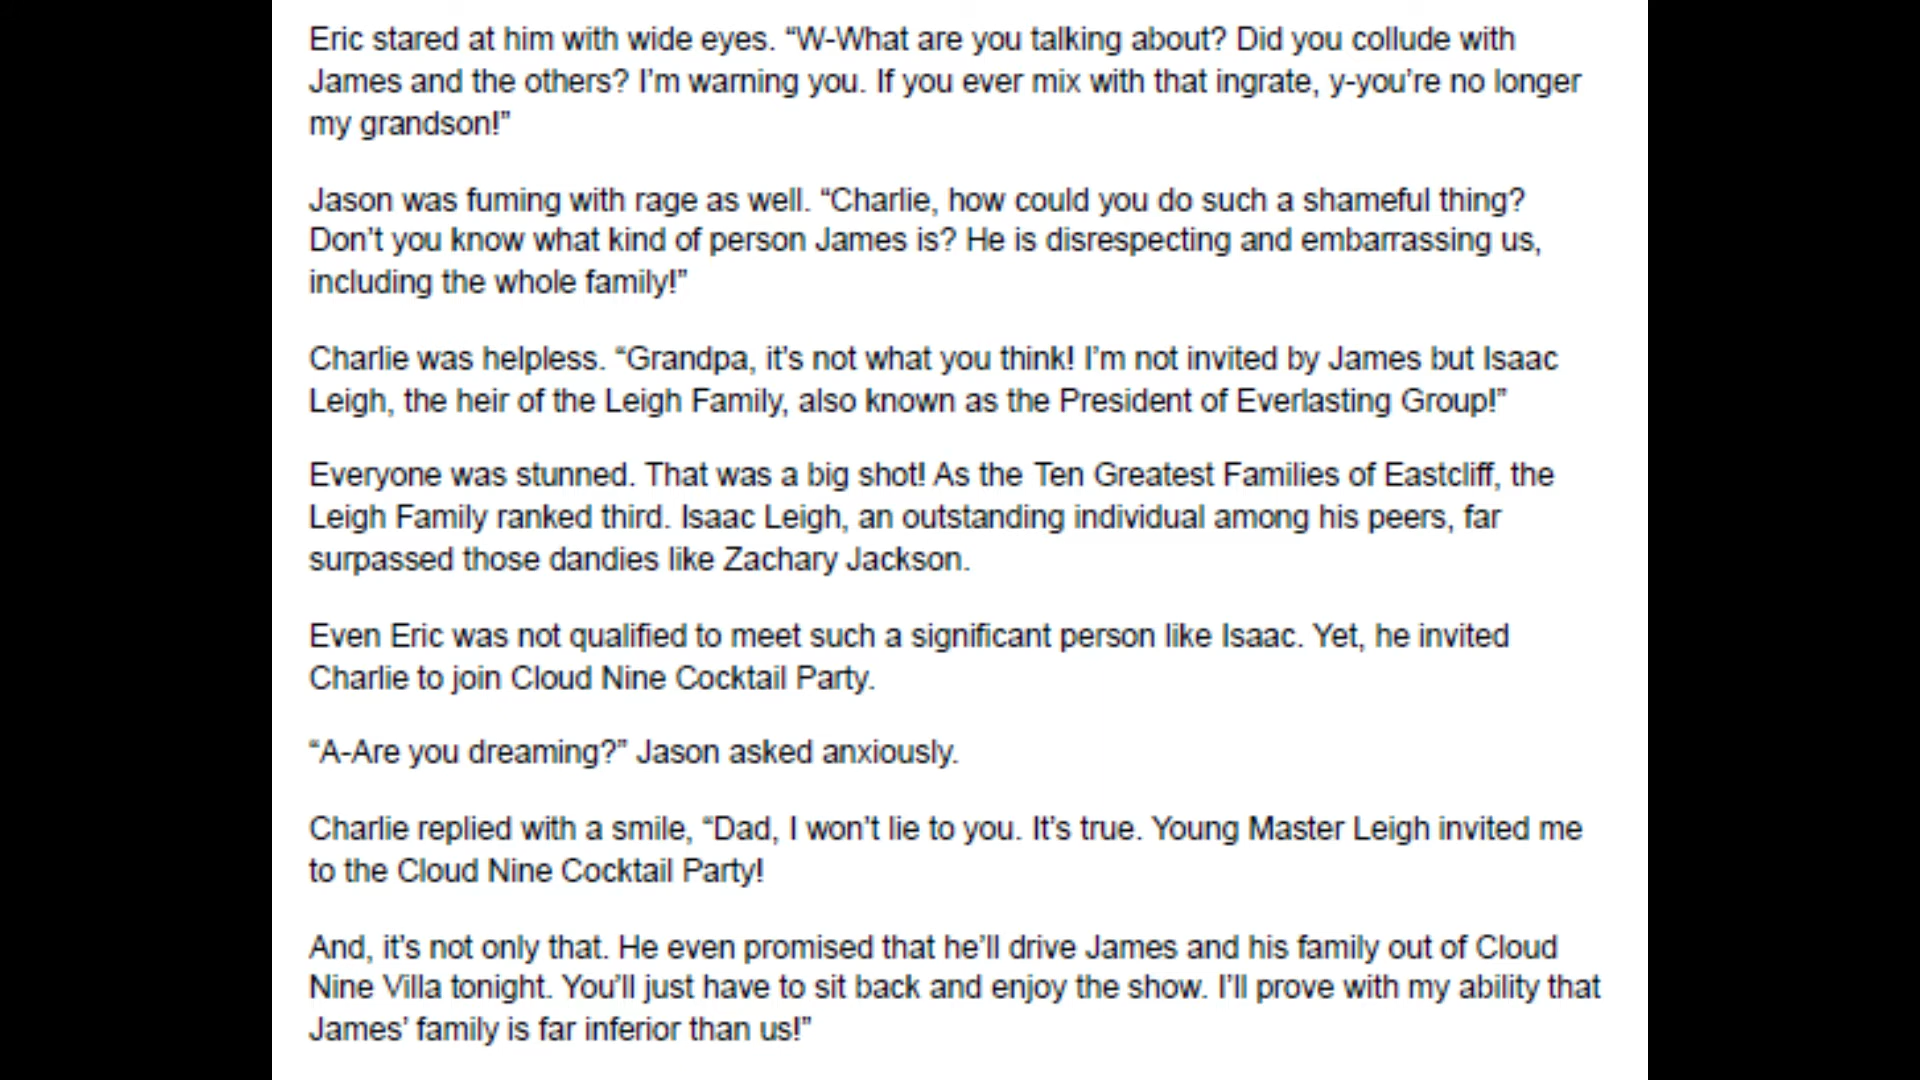 Eric stared at him with wide eyes. “W-What are you talking about? Did you collude with
James and the others? I’m warning you. If you ever mix with that ingrate, y-you’re no longer
my grandson!”
Jason was fuming with rage as well. “Charlie, how could you do such a shameful thing?
Don’t you know what kind of person James is? He is disrespecting and embarrassing us,
including the whole family!”
Charlie was helpless. “Grandpa, it’s not what you think! I’m not invited by James but Isaac
Leigh, the heir of the Leigh Family, also known as the President of Everlasting Group!”
Everyone was stunned. That was a big shot! As the Ten Greatest Families of Eastcliff, the
Leigh Family ranked third. Isaac Leigh, an outstanding individual among his peers, far
surpassed those dandies like Zachary Jackson.
Even Eric was not qualified to meet such a significant person like Isaac. Yet, he invited
Charlie to join Cloud Nine Cocktail Party.
“A-Are you dreaming?” Jason asked anxiously.
Charlie replied with a smile, “Dad, I won’t lie to you. It’s true. Young Master Leigh invited me
to the Cloud Nine Cocktail Party!
And, it’s not only that. He even promised that he’ll drive James and his family out of Cloud
Nine Villa tonight. You’ll just have to sit back and enjoy the show. I’ll prove with my ability that
James’ family is far inferior than us!”